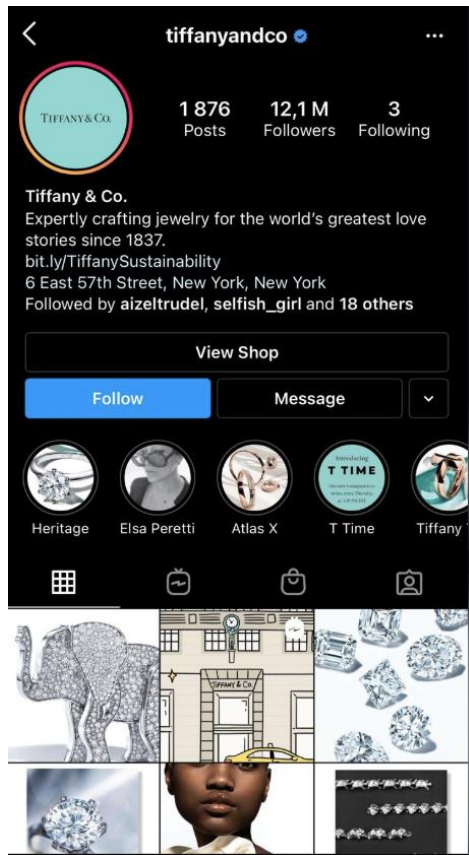 tiffanyandco
TIFFANY & CO.
1 876 12,1 M 3
Posts Followers Following
Tiffany & Co.
Expertly crafting jewelry for the world's greatest love
stories since 1837.
bit.ly/TiffanySustainability
6 East 57th Street, New York, New York
Followed by aizeltrudel, selfish_girl and 18 others
View Shop
Follow Message
Introducing
T TIME
Heritage Elsa Peretti Atlas X T Time Tiffany
TIFFANY & CO.